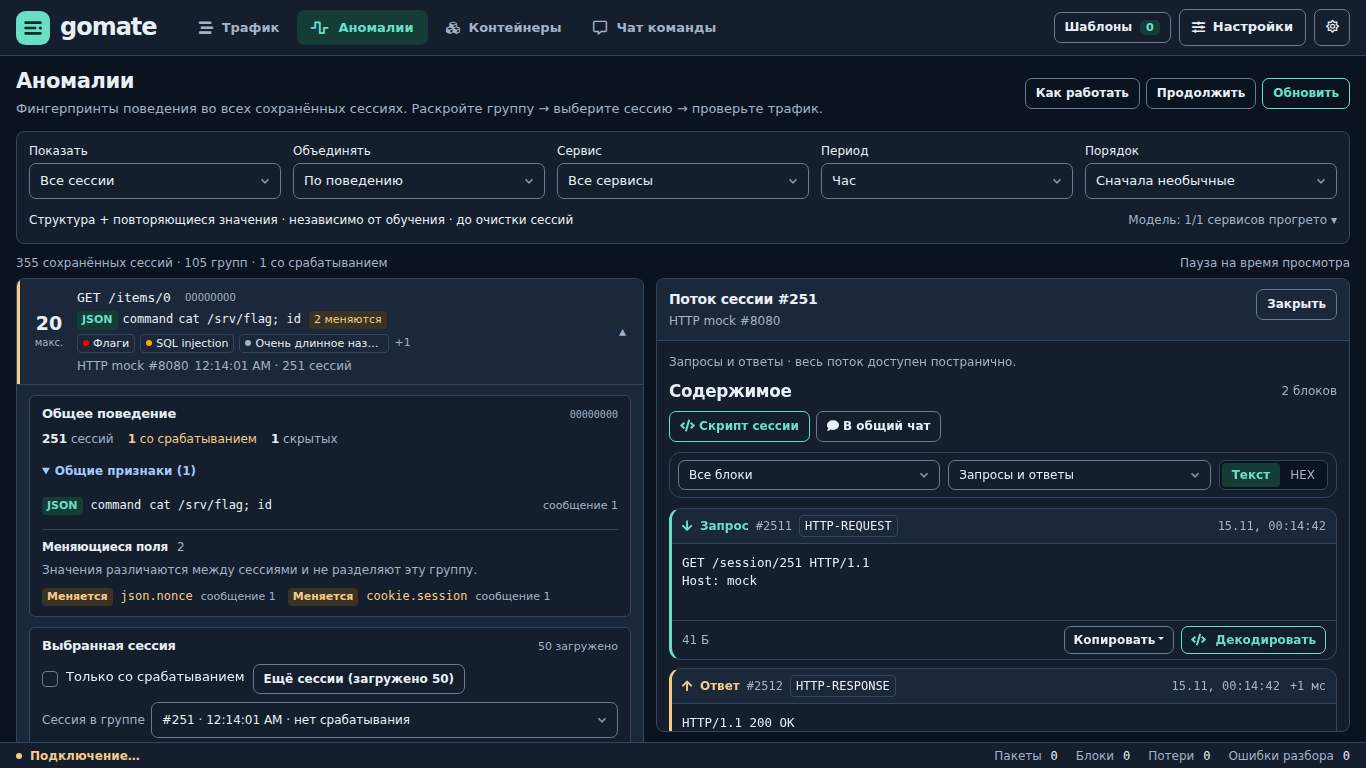 gomate Трафик Аномалии Контейнеры Чат команды Шаблоны 0 Настройки
Аномалии
Фингерпринты поведения во всех сохранённых сессиях. Раскройте группу → выберите сессию → проверьте трафик.
Как работать Продолжить Обновить
Показать Объединять Сервис Период Порядок
Все сессии По поведению Все сервисы Час Сначала необычные
Структура + повторяющиеся значения · независимо от обучения · до очистки сессий
Модель: 1/1 сервисов прогрето ▾
355 сохранённых сессий · 105 групп · 1 со срабатыванием
Пауза на время просмотра
20
макс.
GET /items/0 00000000
JSON command cat /srv/flag; id 2 меняются
Флаги SQL injection Очень длинное наз… +1
HTTP mock #8080 12:14:01 AM · 251 сессий
▲
Общее поведение 00000000
251 сессий 1 со срабатыванием 1 скрытых
▼ Общие признаки (1)
JSON command cat /srv/flag; id сообщение 1
Меняющиеся поля 2
Значения различаются между сессиями и не разделяют эту группу.
Меняется json.nonce сообщение 1 Меняется cookie.session сообщение 1
Выбранная сессия 50 загружено
Только со срабатыванием Ещё сессии (загружено 50)
Сессия в группе #251 · 12:14:01 AM · нет срабатывания
Поток сессии #251
HTTP mock #8080
Закрыть
Запросы и ответы · весь поток доступен постранично.
Содержимое 2 блоков
Скрипт сессии В общий чат
Все блоки Запросы и ответы Текст HEX
Запрос #2511 HTTP-REQUEST 15.11, 00:14:42
GET /session/251 HTTP/1.1
Host: mock
41 Б Копировать Декодировать
Ответ #2512 HTTP-RESPONSE 15.11, 00:14:42 +1 мс
HTTP/1.1 200 OK
Подключение… Пакеты 0 Блоки 0 Потери 0 Ошибки разбора 0